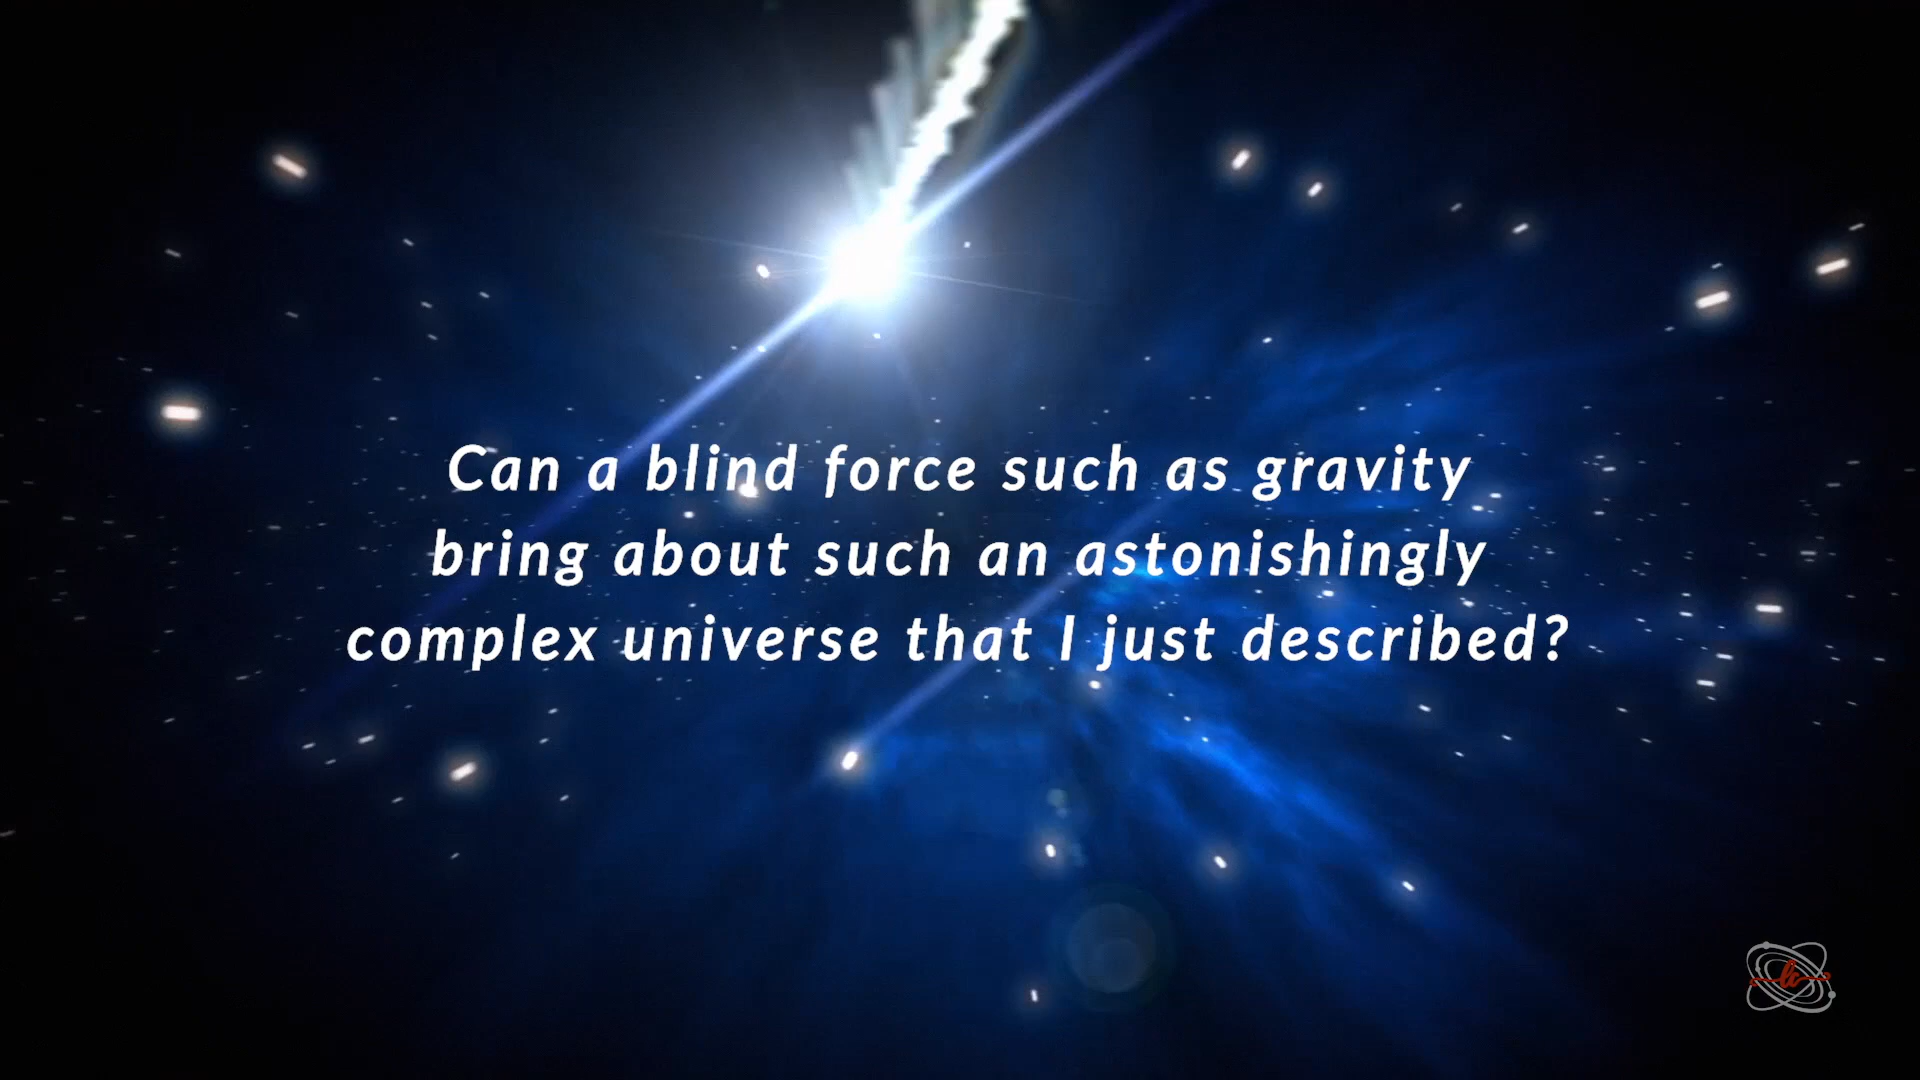 Can a blind force such as gravity
bring about such an astonishingly
complex universe that I just described?